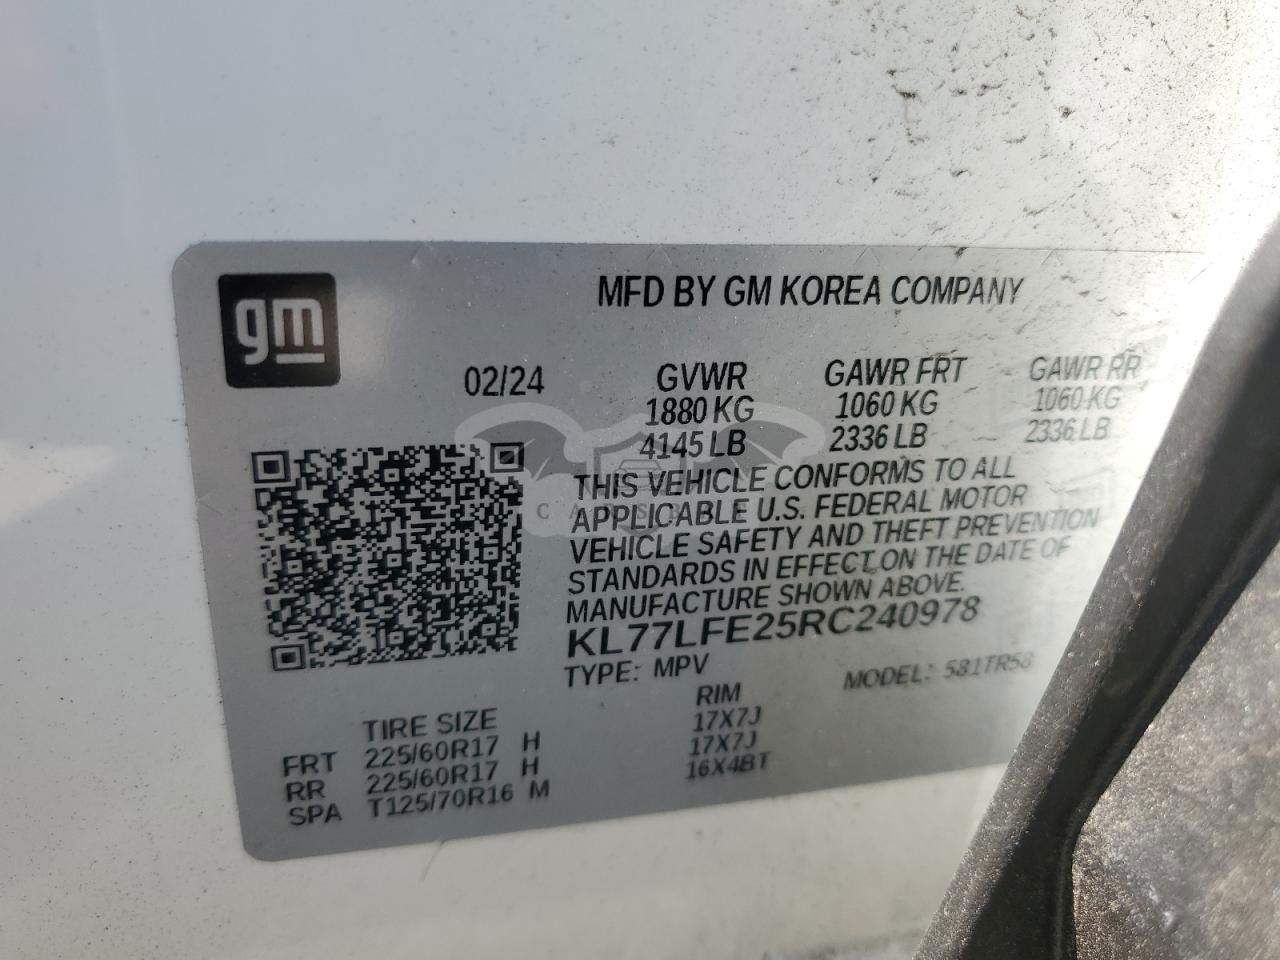 gm
MFD BY GM KOREA COMPANY
02/24 GVWR GAWR FRT GAWR RR
1880 KG 1060 KG 1060 KG
4145 LB 2336 LB 2336 LB
THIS VEHICLE CONFORMS TO ALL
APPLICABLE U.S. FEDERAL MOTOR
VEHICLE SAFETY AND THEFT PREVENTION
STANDARDS IN EFFECT ON THE DATE OF
MANUFACTURE SHOWN ABOVE.
KL77LFE25RC240978
TYPE: MPV MODEL: 581TR58
TIRE SIZE RIM
FRT 225/60R17 H 17X7J
RR 225/60R17 H 17X7J
SPA T125/70R16 M 16X4BT